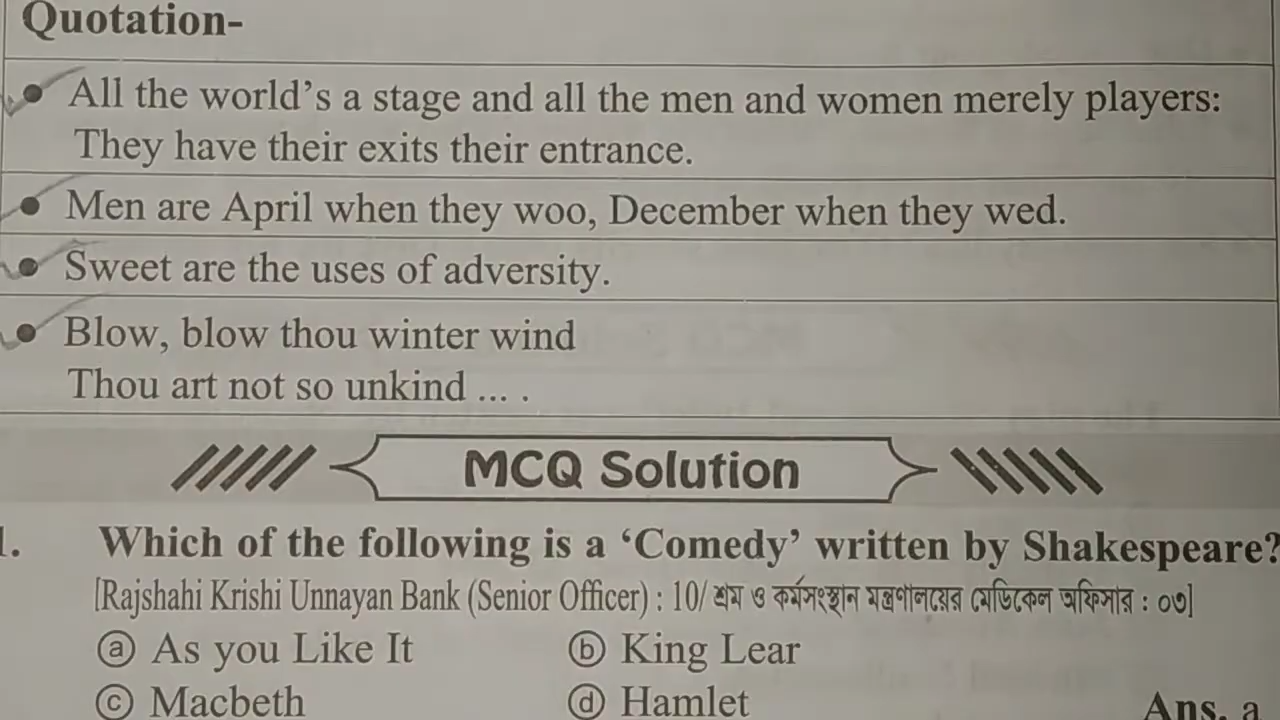 Quotation-
• All the world's a stage and all the men and women merely players:
They have their exits their entrance.
• Men are April when they woo, December when they wed.
• Sweet are the uses of adversity.
• Blow, blow thou winter wind
Thou art not so unkind ... .
MCQ Solution
1. Which of the following is a ‘Comedy’ written by Shakespeare?
[Rajshahi Krishi Unnayan Bank (Senior Officer) : 10/ শ্রম ও কর্মসংস্থান মন্ত্রণালয়ের মেডিকেল অফিসার : ০৩]
ⓐ As you Like It ⓑ King Lear
ⓒ Macbeth ⓓ Hamlet Ans. a